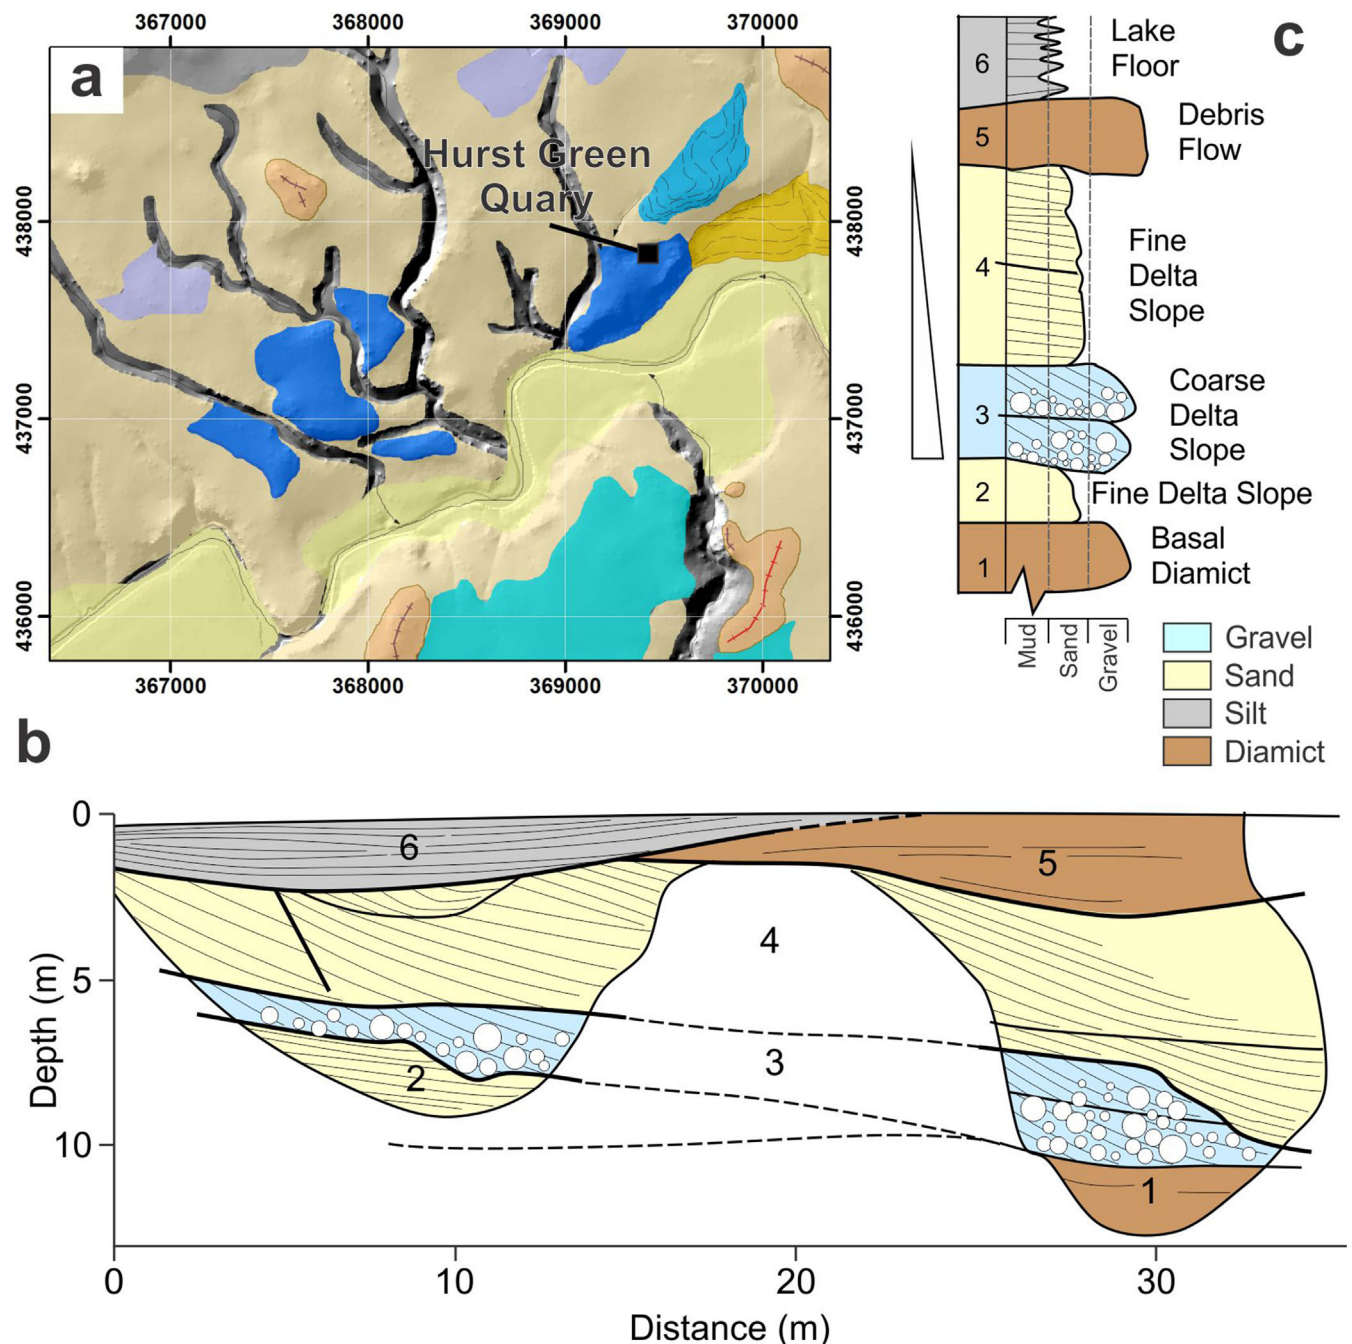 367000 368000 369000 370000
a
Hurst Green
Quary
438000 438000
437000 437000
436000 436000
367000 368000 369000 370000
c
6
Lake
Floor
5
Debris
Flow
4
Fine
Delta
Slope
3
Coarse
Delta
Slope
2
Fine Delta Slope
1
Basal
Diamict
Mud
Sand
Gravel
Gravel
Sand
Silt
Diamict
b
0
5
10
Depth (m)
6
5
4
3
2
1
0 10 20 30
Distance (m)